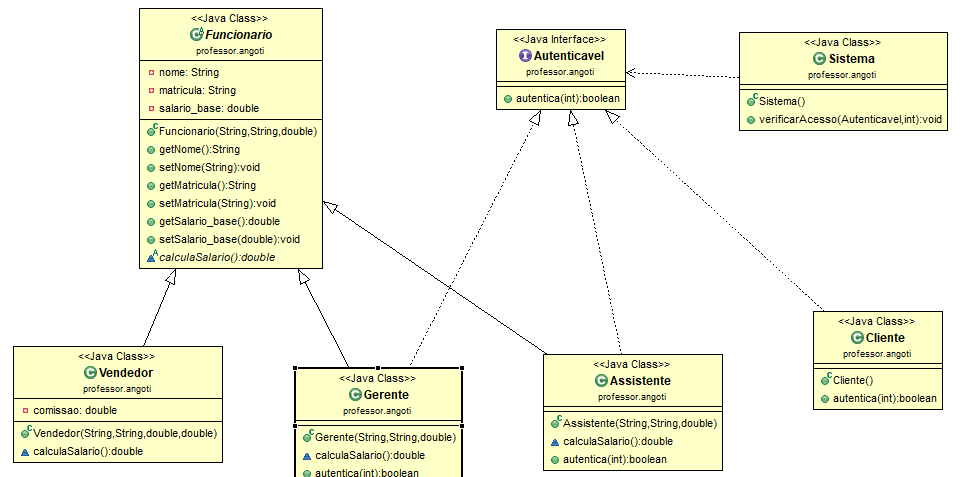 <<Java Class>>
Funcionario
professor.angoti
nome: String
matricula: String
salario_base: double
Funcionario(String,String,double)
getNome():String
setNome(String):void
getMatricula():String
setMatricula(String):void
getSalario_base():double
setSalario_base(double):void
calculaSalario():double
<<Java Interface>>
Autenticavel
professor.angoti
autentica(int):boolean
<<Java Class>>
Sistema
professor.angoti
Sistema()
verificarAcesso(Autenticavel,int):void
<<Java Class>>
Vendedor
professor.angoti
comissao: double
Vendedor(String,String,double,double)
calculaSalario():double
<<Java Class>>
Gerente
professor.angoti
Gerente(String,String,double)
calculaSalario():double
autentica(int):boolean
<<Java Class>>
Assistente
professor.angoti
Assistente(String,String,double)
calculaSalario():double
autentica(int):boolean
<<Java Class>>
Cliente
professor.angoti
Cliente()
autentica(int):boolean